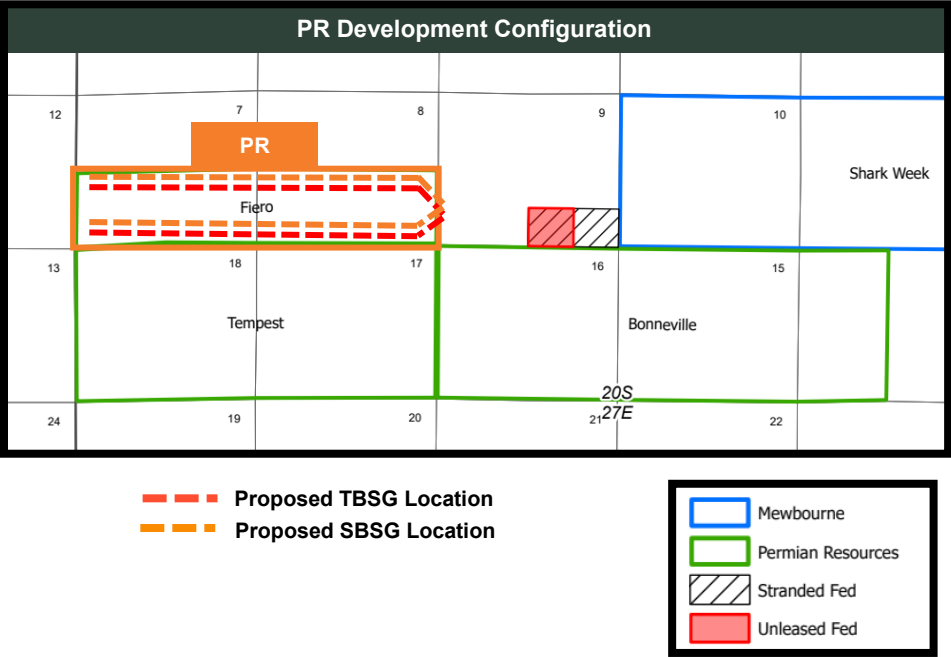 PR Development Configuration
12
7
8
9
10
PR
Shark Week
Fiero
13
18
17
16
15
Tempest
Bonneville
20S
27E
24
19
20
21
22
Proposed TBSG Location
Proposed SBSG Location
Mewbourne
Permian Resources
Stranded Fed
Unleased Fed